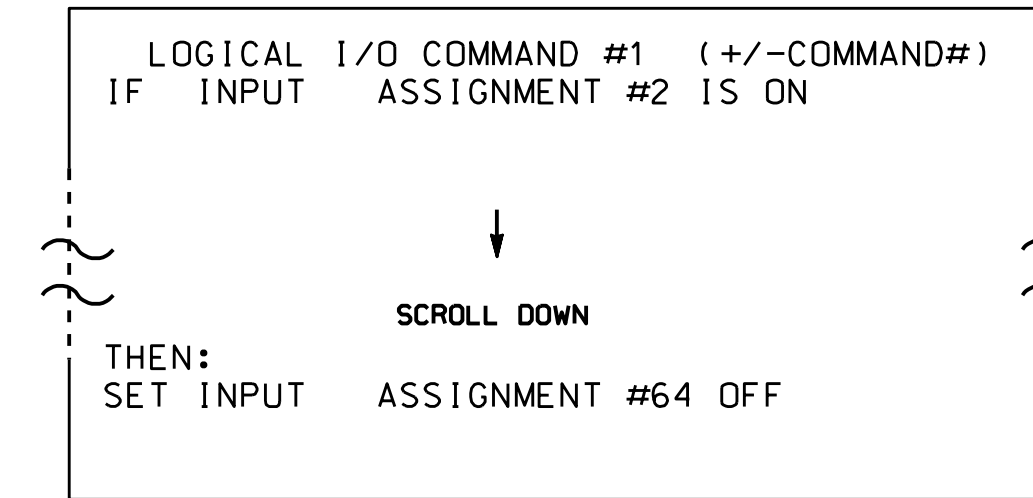 LOGICAL I/O COMMAND #1 (+/-COMMAND#)
IF INPUT ASSIGNMENT #2 IS ON
SCROLL DOWN
THEN:
SET INPUT ASSIGNMENT #64 OFF